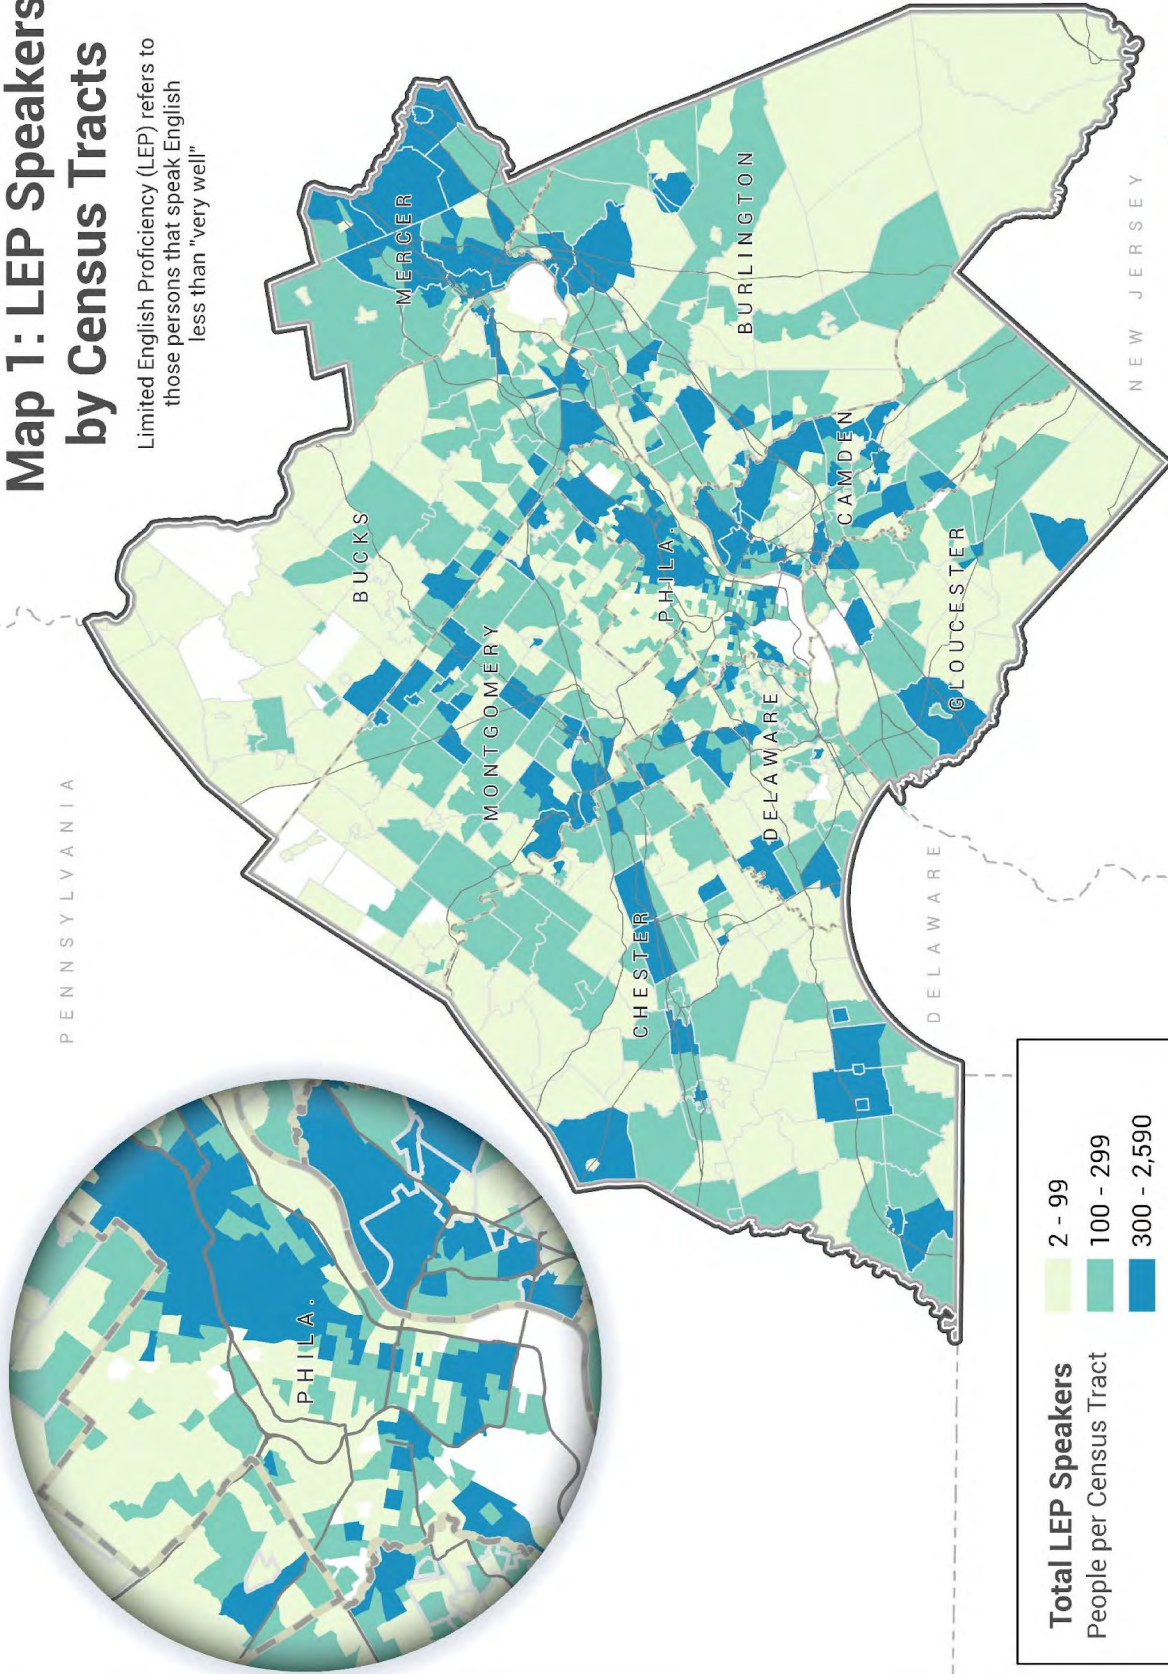 Map 1: LEP Speakers
by Census Tracts
Limited English Proficiency (LEP) refers to
those persons that speak English
less than "very well"
PENNSYLVANIA
BUCKS
MERCER
MONTGOMERY
PHILA.
BURLINGTON
CHESTER
DELAWARE
CAMDEN
GLOUCESTER
NEW JERSEY
DELAWARE
PHILA.
Total LEP Speakers
People per Census Tract
2 - 99
100 - 299
300 - 2,590